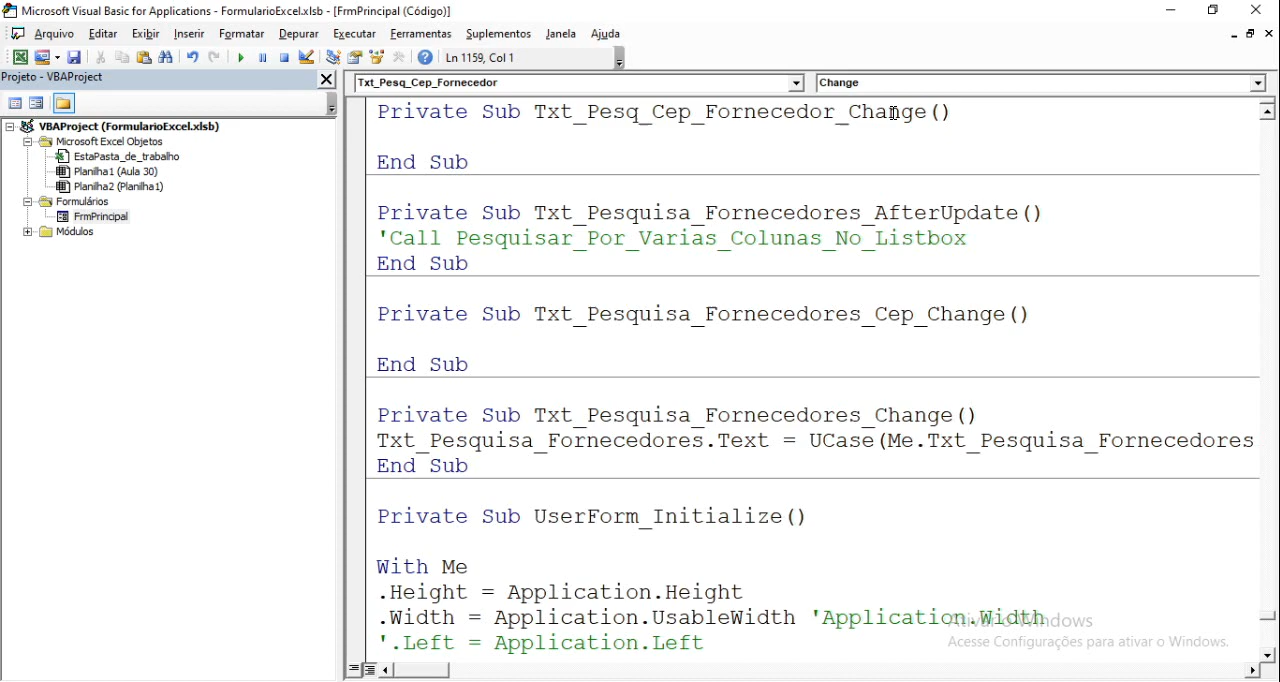 Microsoft Visual Basic for Applications - FormularioExcel.xlsb - [FrmPrincipal (Código)]
Arquivo Editar Exibir Inserir Formatar Depurar Executar Ferramentas Suplementos Janela Ajuda
Ln 1159, Col 1
Projeto - VBAProject
Txt_Pesq_Cep_Fornecedor
Change
VBAProject (FormularioExcel.xlsb)
Microsoft Excel Objetos
EstaPasta_de_trabalho
Planilha1 (Aula 30)
Planilha2 (Planilha1)
Formulários
FrmPrincipal
Módulos
Private Sub Txt_Pesq_Cep_Fornecedor_Change()
End Sub
Private Sub Txt_Pesquisa_Fornecedores_AfterUpdate()
'Call Pesquisar_Por_Varias_Colunas_No_Listbox
End Sub
Private Sub Txt_Pesquisa_Fornecedores_Cep_Change()
End Sub
Private Sub Txt_Pesquisa_Fornecedores_Change()
Txt_Pesquisa_Fornecedores.Text = UCase(Me.Txt_Pesquisa_Fornecedores
End Sub
Private Sub UserForm_Initialize()
With Me
.Height = Application.Height
.Width = Application.UsableWidth 'Application.Width
'.Left = Application.Left
Ativar o Windows
Acesse Configurações para ativar o Windows.